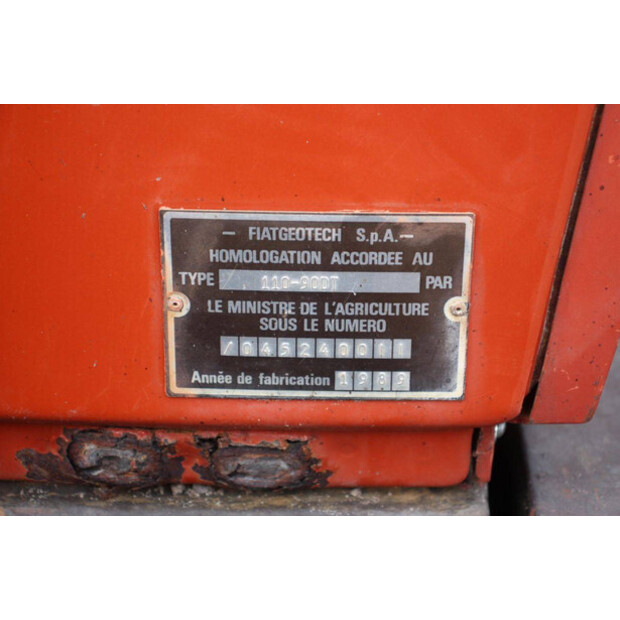 - FIATGEOTECH S.p.A. -
HOMOLOGATION ACCORDEE AU
TYPE 110-90DT PAR
LE MINISTRE DE L'AGRICULTURE
SOUS LE NUMERO
/045240011
Année de fabrication 1989